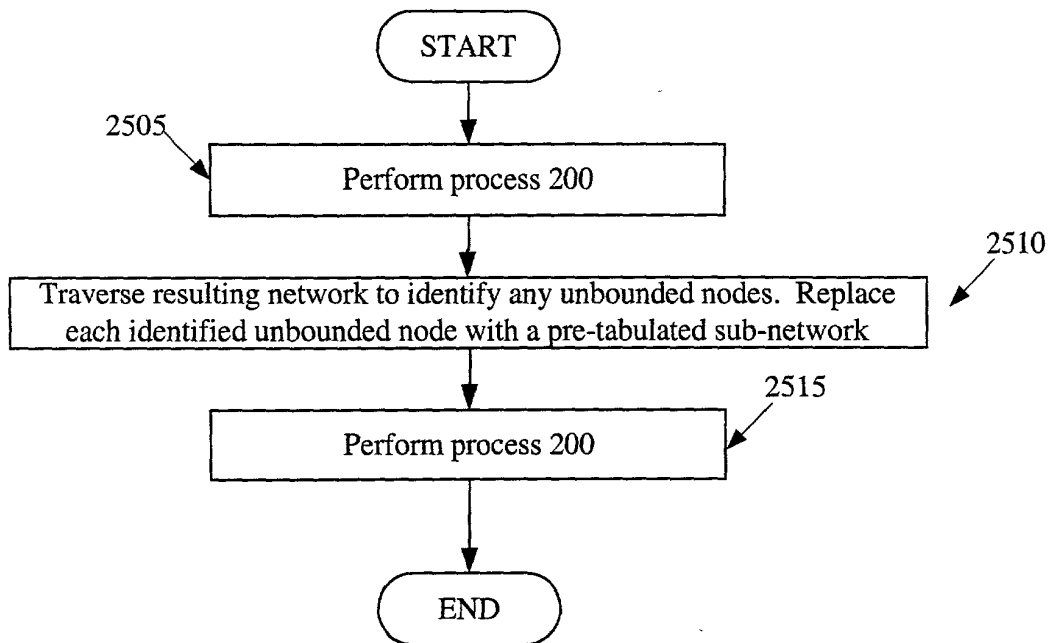 START
2505
Perform process 200
2510
Traverse resulting network to identify any unbounded nodes. Replace
each identified unbounded node with a pre-tabulated sub-network
2515
Perform process 200
END